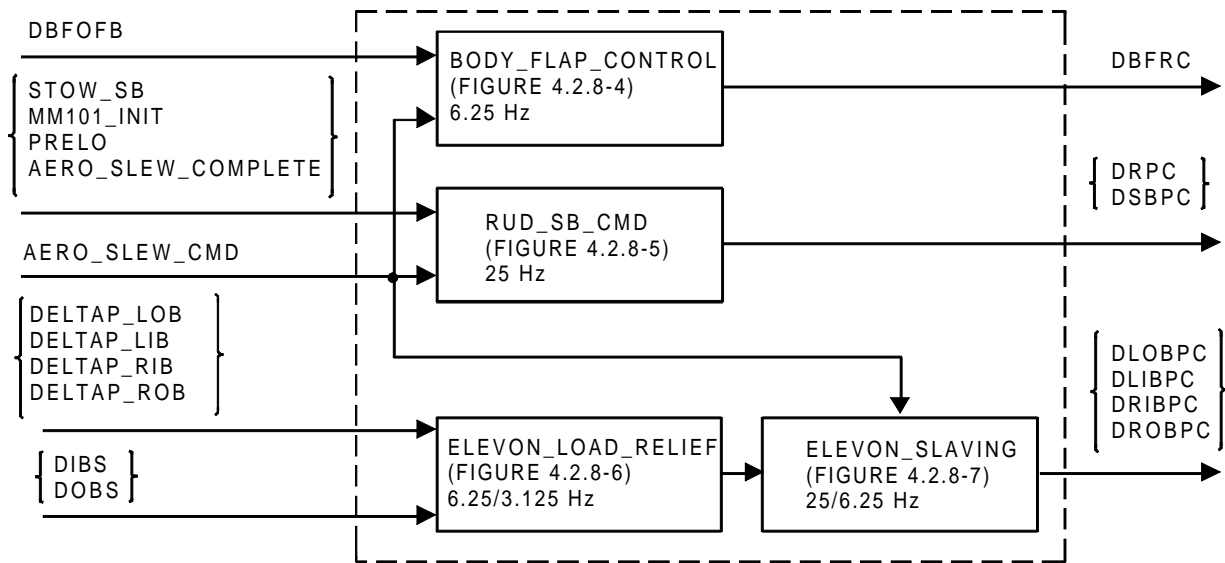 DBFOFB
STOW_SB
MM101_INIT
PRELO
AERO_SLEW_COMPLETE
AERO_SLEW_CMD
DELTAP_LOB
DELTAP_LIB
DELTAP_RIB
DELTAP_ROB
DIBS
DOBS
BODY_FLAP_CONTROL
(FIGURE 4.2.8-4)
6.25 Hz
RUD_SB_CMD
(FIGURE 4.2.8-5)
25 Hz
ELEVON_LOAD_RELIEF
(FIGURE 4.2.8-6)
6.25/3.125 Hz
ELEVON_SLAVING
(FIGURE 4.2.8-7)
25/6.25 Hz
DBFRC
DRPC
DSBPC
DLOBPC
DLIBPC
DRIBPC
DROBPC